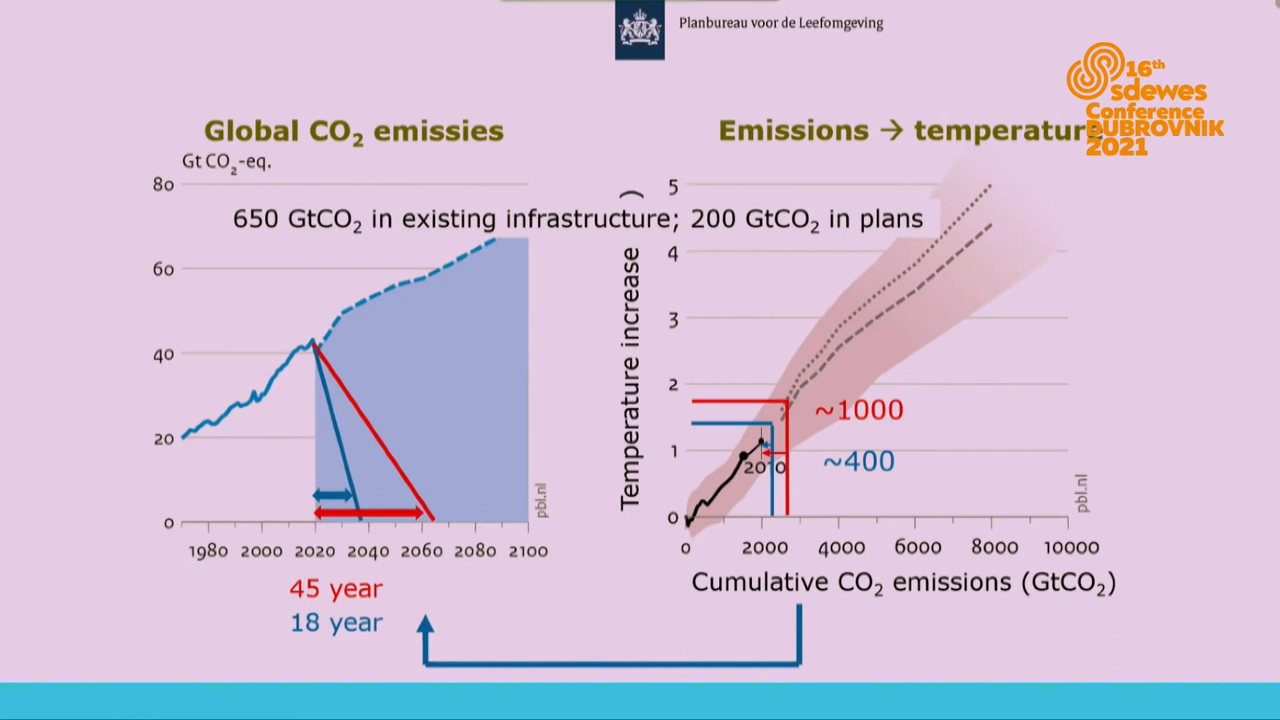 Planbureau voor de Leefomgeving
16th
sdewes
Conference
DUBROVNIK
2021
Global CO2 emissies
Gt CO2-eq.
80
60
40
20
0
1980 2000 2020 2040 2060 2080 2100
pbl.nl
650 GtCO2 in existing infrastructure; 200 GtCO2 in plans
45 year
18 year
Emissions → temperature
Temperature increase )
5
4
3
2
1
0
~1000
~400
2010
0 2000 4000 6000 8000 10000
pbl.nl
Cumulative CO2 emissions (GtCO2)